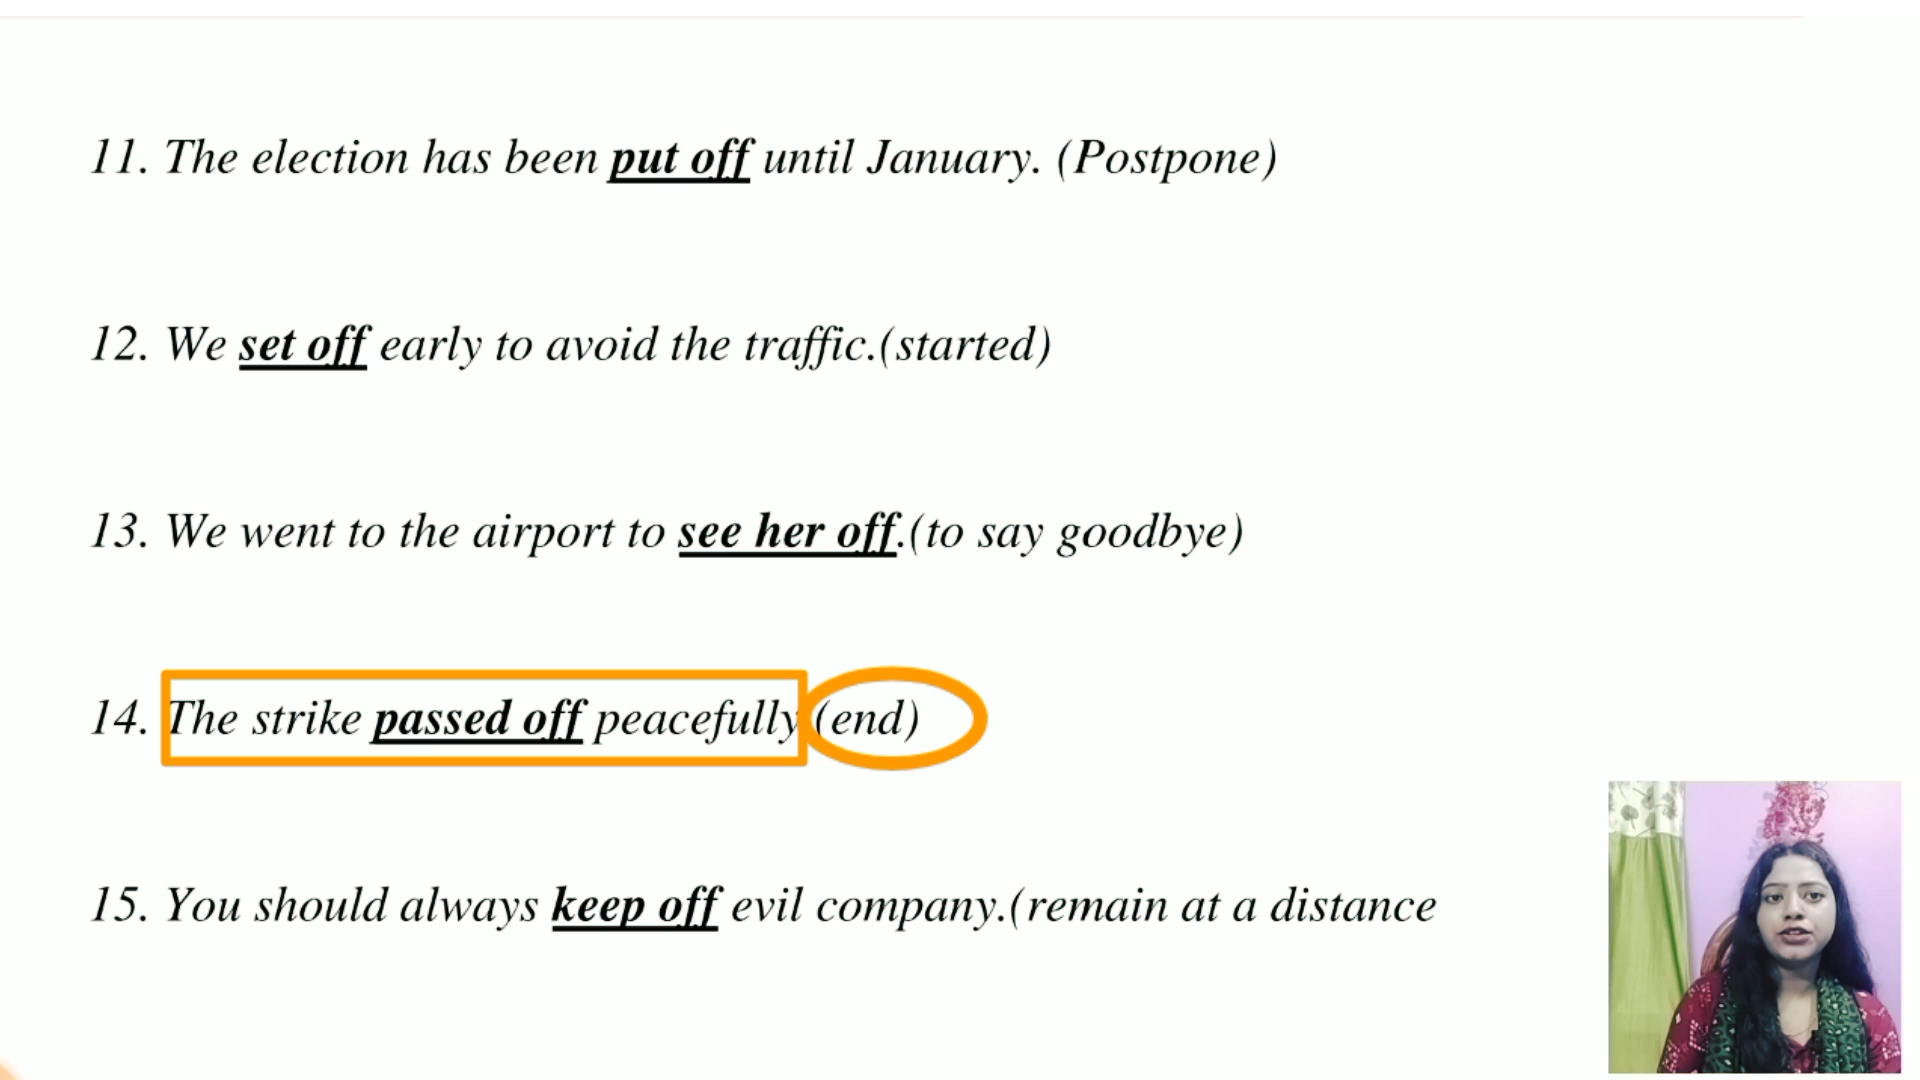 11. The election has been put off until January. (Postpone)
12. We set off early to avoid the traffic.(started)
13. We went to the airport to see her off.(to say goodbye)
14. The strike passed off peacefully (end)
15. You should always keep off evil company.(remain at a distance